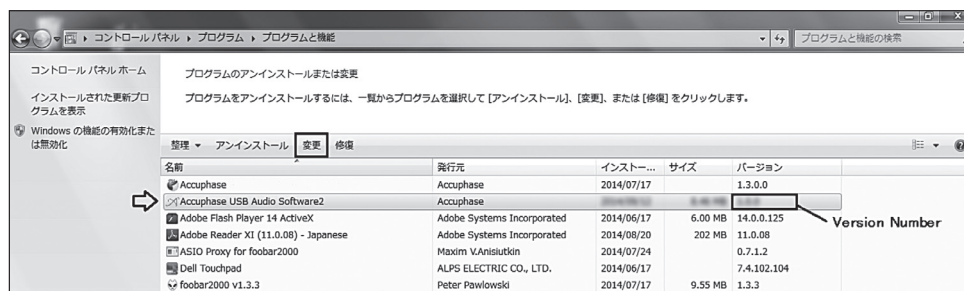 コントロール パネル ▸ プログラム ▸ プログラムと機能
プログラムと機能の検索
コントロール パネル ホーム
インストールされた更新プログラムを表示
Windows の機能の有効化または無効化
プログラムのアンインストールまたは変更
プログラムをアンインストールするには、一覧からプログラムを選択して [アンインストール]、[変更]、または [修復] をクリックします。
整理 ▼ アンインストール 変更 修復
名前 発行元 インストー... サイズ バージョン
Accuphase Accuphase 2014/07/17 1.3.0.0
Accuphase USB Audio Software2 Accuphase
Version Number
Adobe Flash Player 14 ActiveX Adobe Systems Incorporated 2014/06/17 6.00 MB 14.0.0.125
Adobe Reader XI (11.0.08) - Japanese Adobe Systems Incorporated 2014/08/20 202 MB 11.0.08
ASIO Proxy for foobar2000 Maxim V.Anisiutkin 2014/07/24 0.7.1.2
Dell Touchpad ALPS ELECTRIC CO., LTD. 2014/06/17 7.4.102.104
foobar2000 v1.3.3 Peter Pawlowski 2014/07/17 9.55 MB 1.3.3